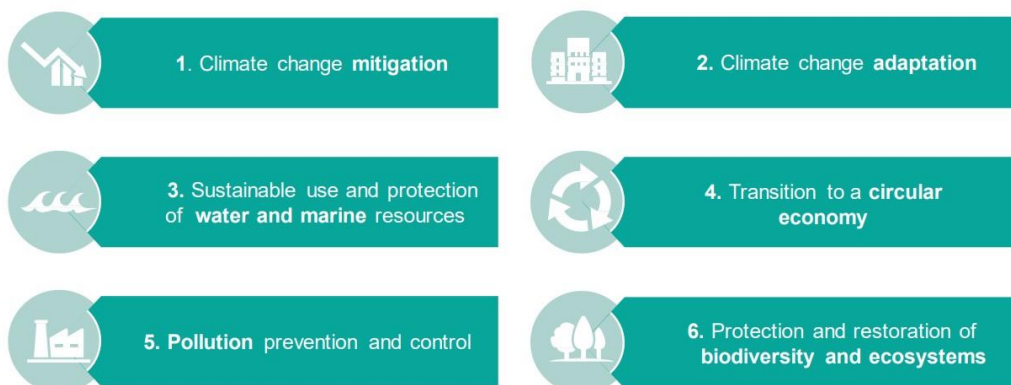 1. Climate change mitigation
2. Climate change adaptation
3. Sustainable use and protection
of water and marine resources
4. Transition to a circular
economy
5. Pollution prevention and control
6. Protection and restoration of
biodiversity and ecosystems